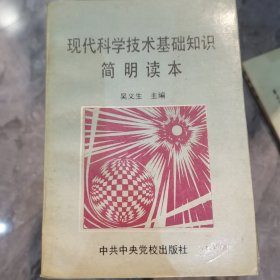 现代科学技术基础知识
简明读本
吴义生 主编
中共中央党校出版社